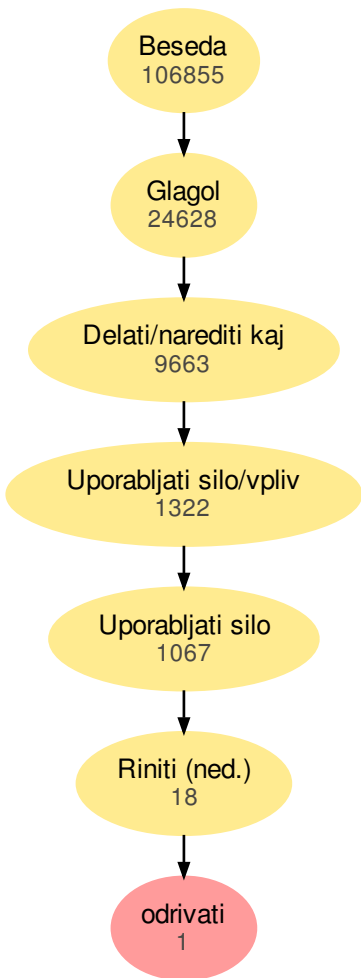 Beseda
106855
Glagol
24628
Delati/narediti kaj
9663
Uporabljati silo/vpliv
1322
Uporabljati silo
1067
Riniti (ned.)
18
odrivati
1